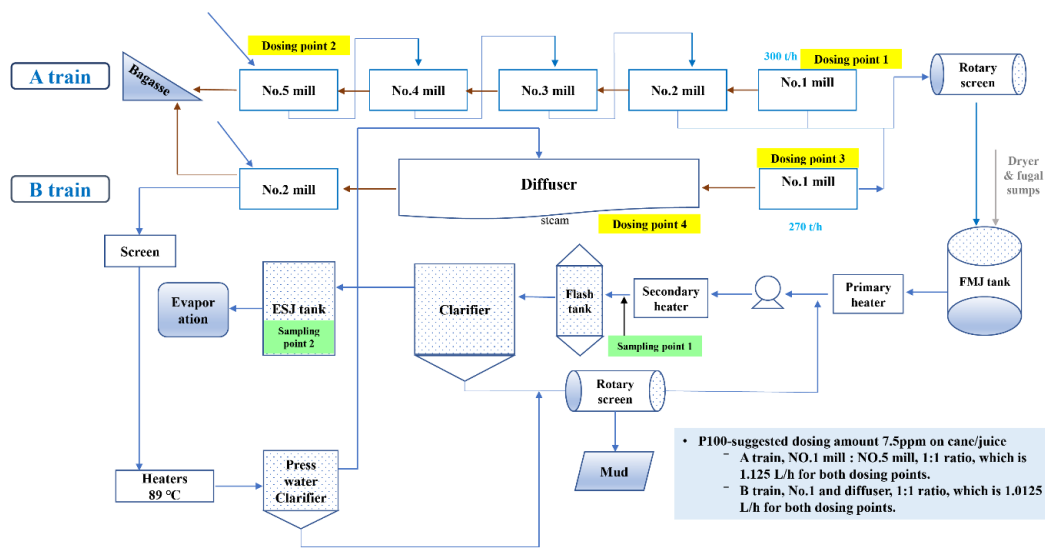 Dosing point 2
300 t/h
Dosing point 1
A train
Bagasse
No.5 mill
No.4 mill
No.3 mill
No.2 mill
No.1 mill
Rotary
screen
Dosing point 3
Dryer
& fugal
sumps
B train
No.2 mill
Diffuser
No.1 mill
steam
Dosing point 4
270 t/h
Screen
Evapor
ation
ESJ tank
Sampling
point 2
Clarifier
Flash
tank
Secondary
heater
Primary
heater
FMJ tank
Sampling point 1
Rotary
screen
Mud
Heaters
89 ℃
Press
water
Clarifier
• P100-suggested dosing amount 7.5ppm on cane/juice
− A train, NO.1 mill : NO.5 mill, 1:1 ratio, which is
1.125 L/h for both dosing points.
− B train, No.1 and diffuser, 1:1 ratio, which is 1.0125
L/h for both dosing points.